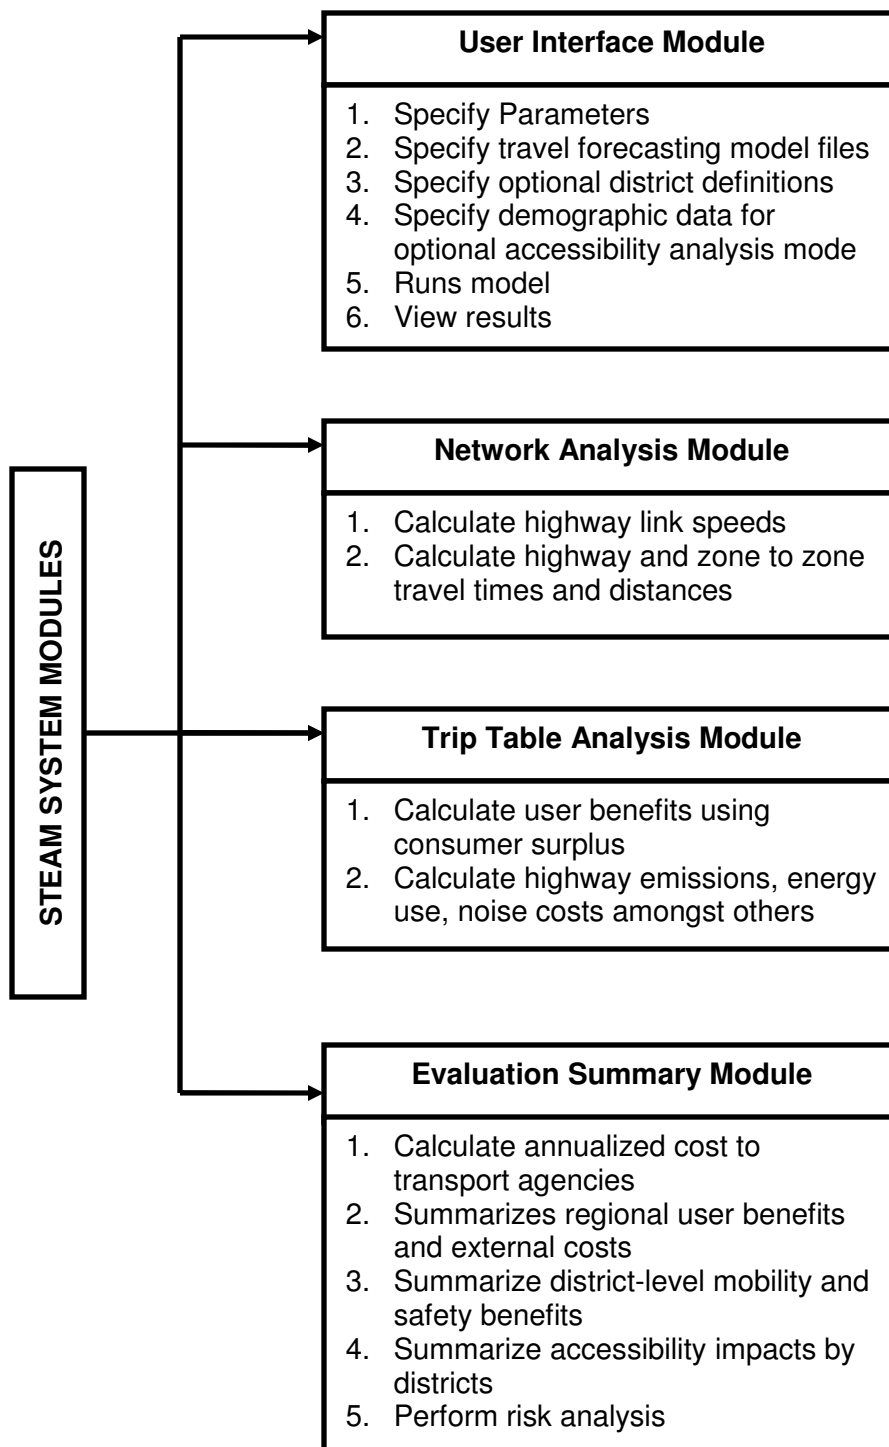 STEAM SYSTEM MODULES
User Interface Module
1. Specify Parameters
2. Specify travel forecasting model files
3. Specify optional district definitions
4. Specify demographic data for
optional accessibility analysis mode
5. Runs model
6. View results
Network Analysis Module
1. Calculate highway link speeds
2. Calculate highway and zone to zone
travel times and distances
Trip Table Analysis Module
1. Calculate user benefits using
consumer surplus
2. Calculate highway emissions, energy
use, noise costs amongst others
Evaluation Summary Module
1. Calculate annualized cost to
transport agencies
2. Summarizes regional user benefits
and external costs
3. Summarize district-level mobility and
safety benefits
4. Summarize accessibility impacts by
districts
5. Perform risk analysis